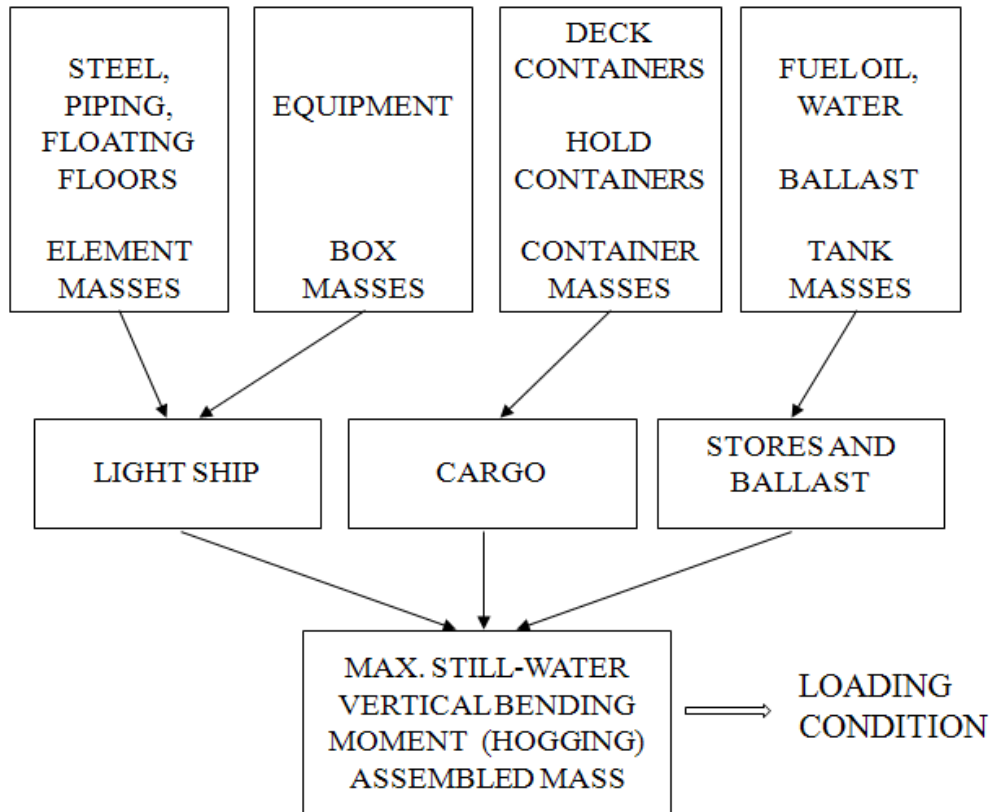 STEEL,
PIPING,
FLOATING
FLOORS
ELEMENT
MASSES
EQUIPMENT
BOX
MASSES
DECK
CONTAINERS
HOLD
CONTAINERS
CONTAINER
MASSES
FUEL OIL,
WATER
BALLAST
TANK
MASSES
LIGHT SHIP
CARGO
STORES AND
BALLAST
MAX. STILL-WATER
VERTICAL BENDING
MOMENT (HOGGING)
ASSEMBLED MASS
LOADING
CONDITION